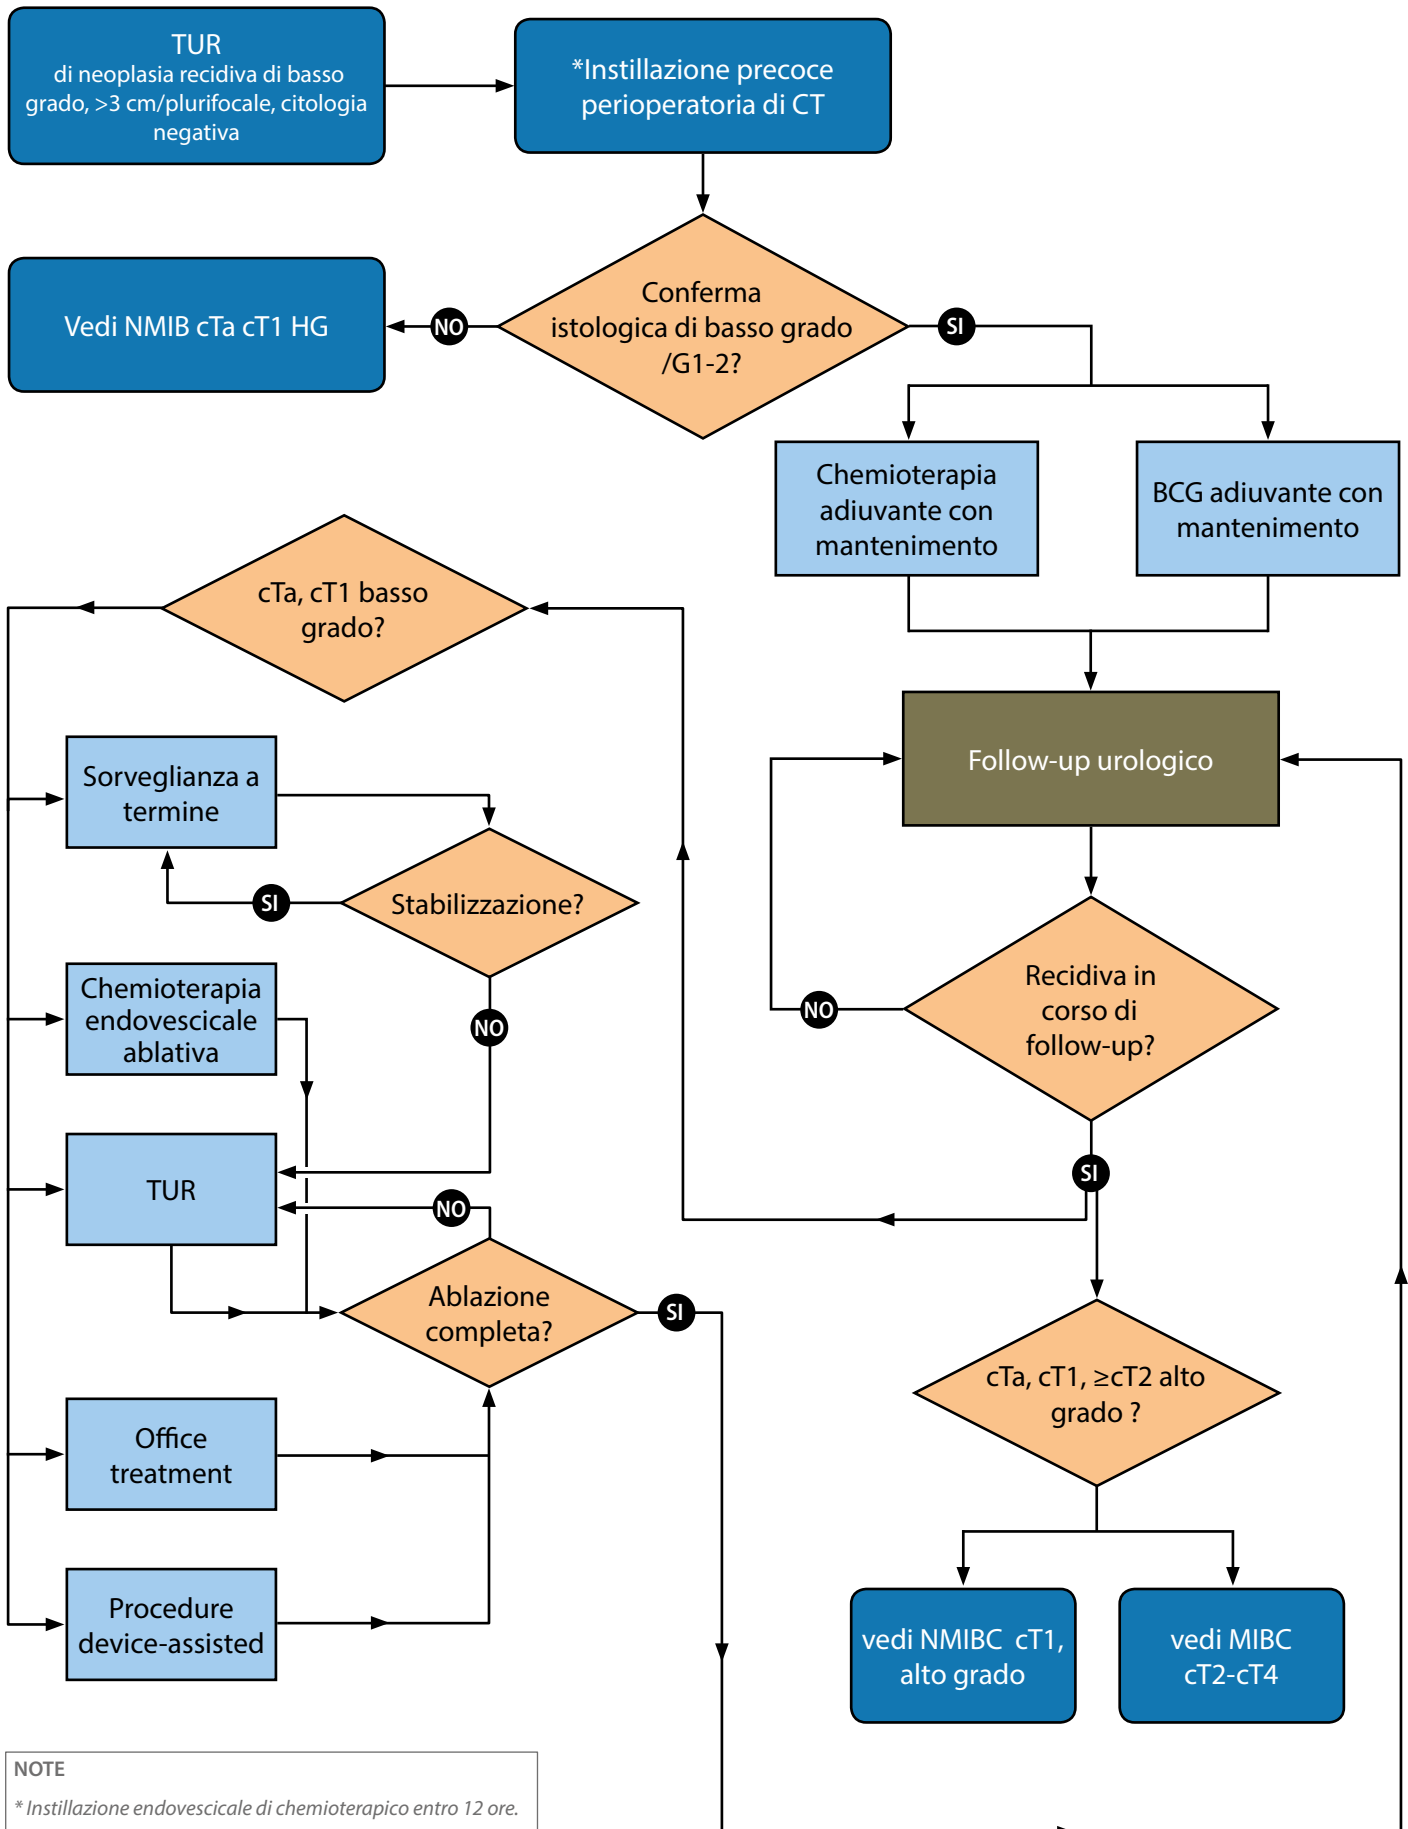 TUR
di neoplasia recidiva di basso
grado, >3 cm/plurifocale, citologia
negativa
*Instillazione precoce
perioperatoria di CT
Vedi NMIB cTa cT1 HG
NO
Conferma
istologica di basso grado
/G1-2?
SI
Chemioterapia
adiuvante con
mantenimento
BCG adiuvante con
mantenimento
cTa, cT1 basso
grado?
Follow-up urologico
Sorveglianza a
termine
SI
Stabilizzazione?
NO
Recidiva in
corso di
follow-up?
NO
SI
Chemioterapia
endovescicale
ablativa
TUR
NO
Ablazione
completa?
SI
cTa, cT1, ≥cT2 alto
grado ?
Office
treatment
Procedure
device-assisted
vedi NMIBC cT1,
alto grado
vedi MIBC
cT2-cT4
NOTE
* Instillazione endovescicale di chemioterapico entro 12 ore.